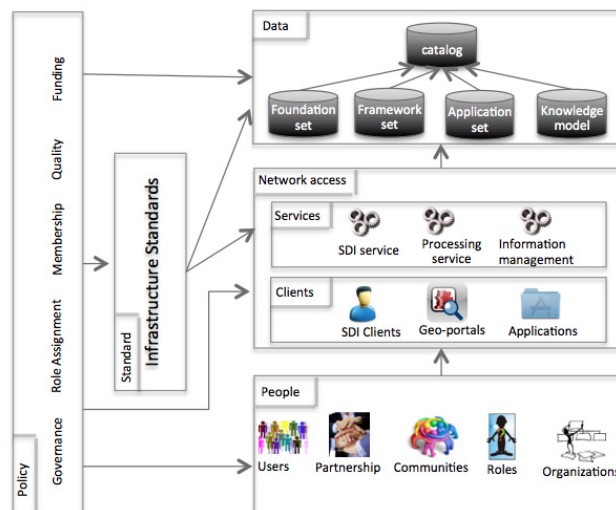 Funding
Quality
Membership
Role Assignment
Governance
Policy
Infrastructure Standards
Standard
Data
catalog
Foundation
set
Framework
set
Application
set
Knowledge
model
Network access
Services
SDI service
Processing
service
Information
management
Clients
SDI Clients
Geo-portals
Applications
People
Users
Partnership
Communities
Roles
Organizations